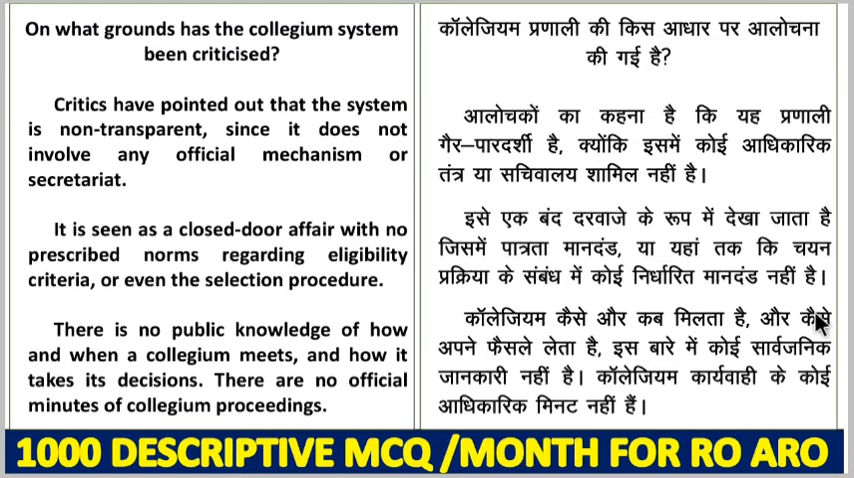 On what grounds has the collegium system
been criticised?
Critics have pointed out that the system
is non-transparent, since it does not
involve any official mechanism or
secretariat.
It is seen as a closed-door affair with no
prescribed norms regarding eligibility
criteria, or even the selection procedure.
There is no public knowledge of how
and when a collegium meets, and how it
takes its decisions. There are no official
minutes of collegium proceedings.
कॉलेजियम प्रणाली की किस आधार पर आलोचना
की गई है?
आलोचकों का कहना है कि यह प्रणाली
गैर–पारदर्शी है, क्योंकि इसमें कोई आधिकारिक
तंत्र या सचिवालय शामिल नहीं है।
इसे एक बंद दरवाजे के रूप में देखा जाता है
जिसमें पात्रता मानदंड, या यहां तक कि चयन
प्रक्रिया के संबंध में कोई निर्धारित मानदंड नहीं है।
कॉलेजियम कैसे और कब मिलता है, और कैसे
अपने फैसले लेता है, इस बारे में कोई सार्वजनिक
जानकारी नहीं है। कॉलेजियम कार्यवाही के कोई
आधिकारिक मिनट नहीं हैं।
1000 DESCRIPTIVE MCQ /MONTH FOR RO ARO